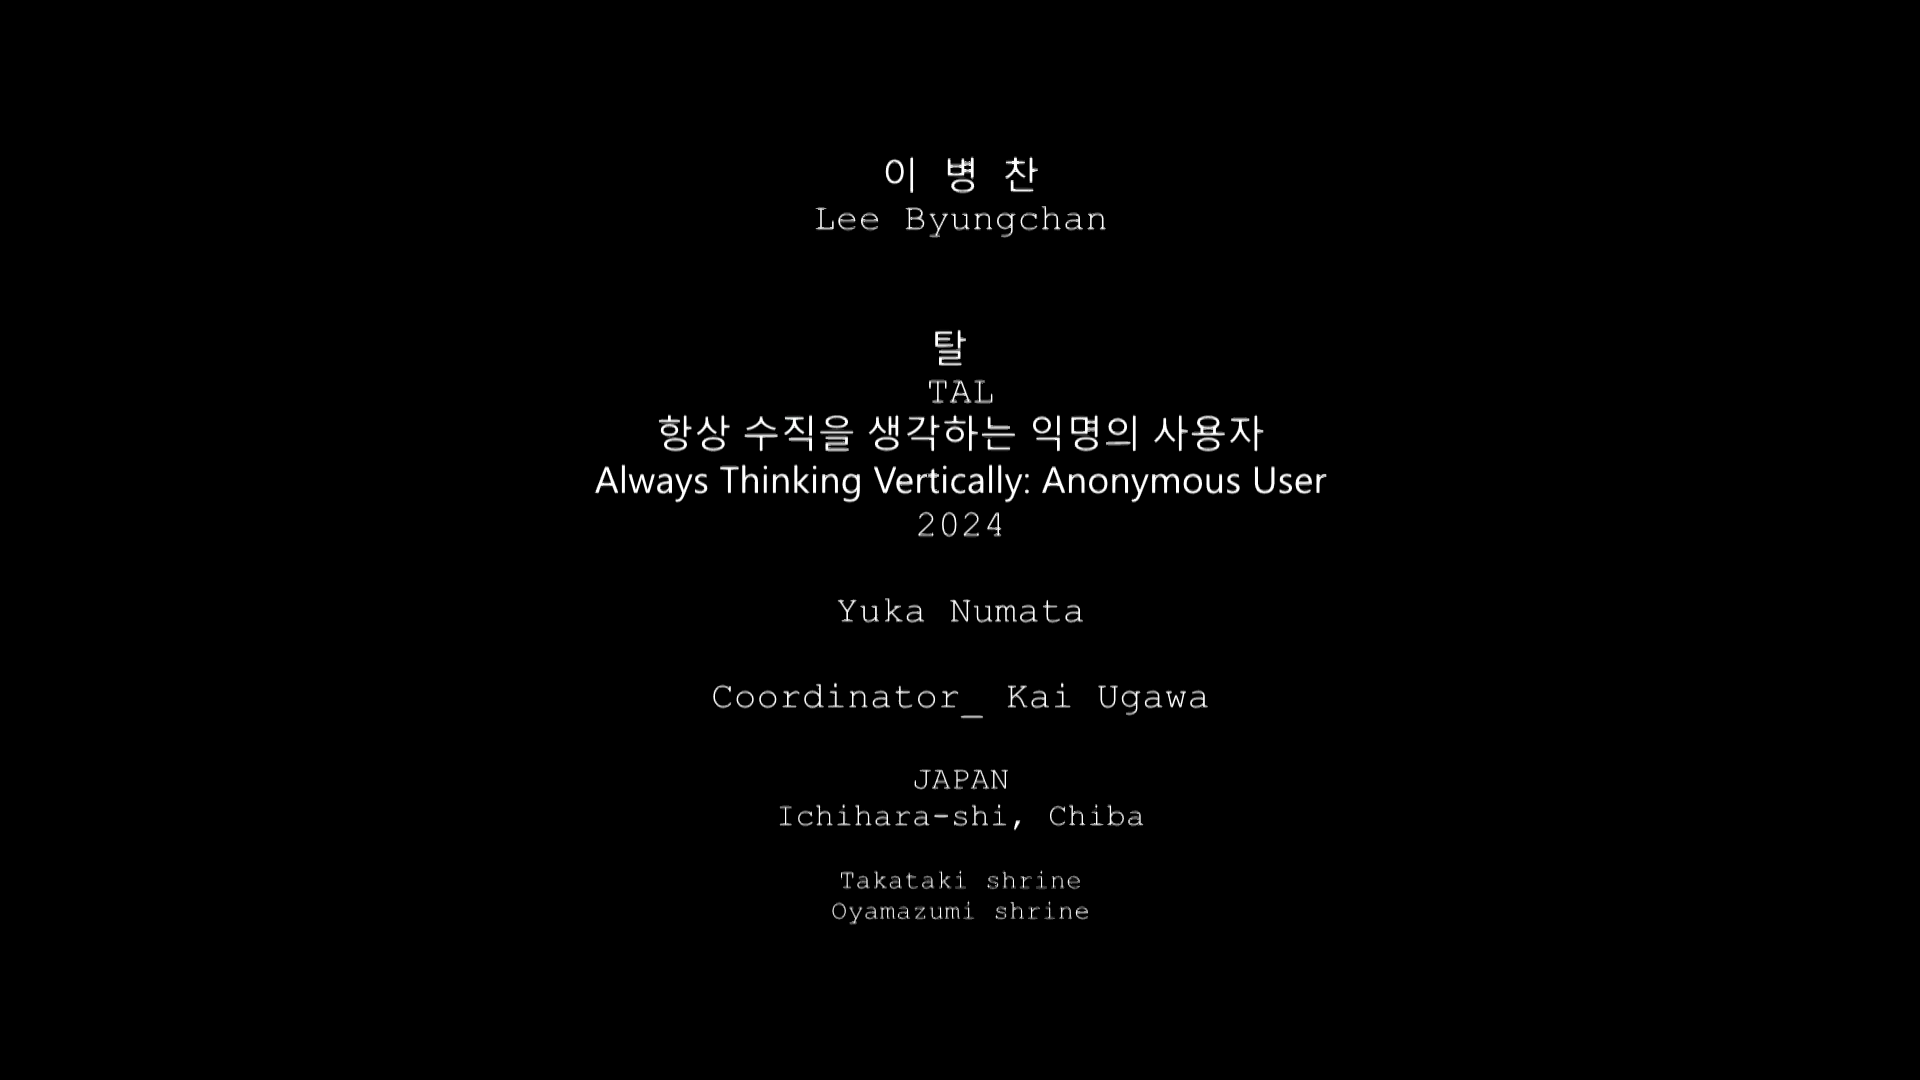 이 병 찬
Lee Byungchan
탈
TAL
항상 수직을 생각하는 익명의 사용자
Always Thinking Vertically: Anonymous User
2024
Yuka Numata
Coordinator_ Kai Ugawa
JAPAN
Ichihara-shi, Chiba
Takataki shrine
Oyamazumi shrine